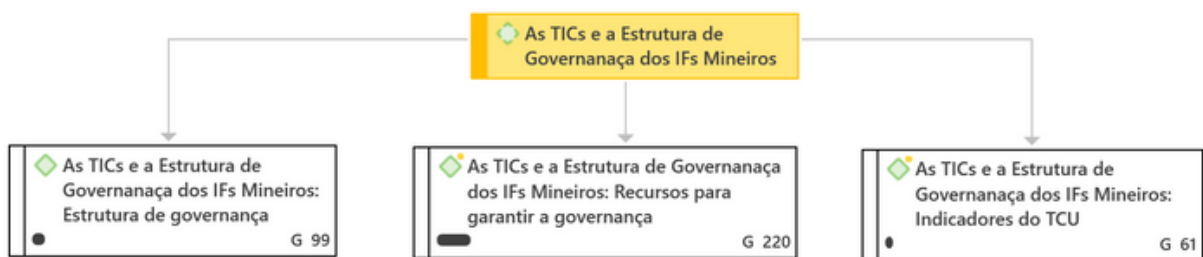 As TICs e a Estrutura de
Governanaça dos IFs Mineiros
As TICs e a Estrutura de
Governanaça dos IFs Mineiros:
Estrutura de governança
G 99
As TICs e a Estrutura de Governanaça
dos IFs Mineiros: Recursos para
garantir a governança
G 220
As TICs e a Estrutura de
Governanaça dos IFs Mineiros:
Indicadores do TCU
G 61